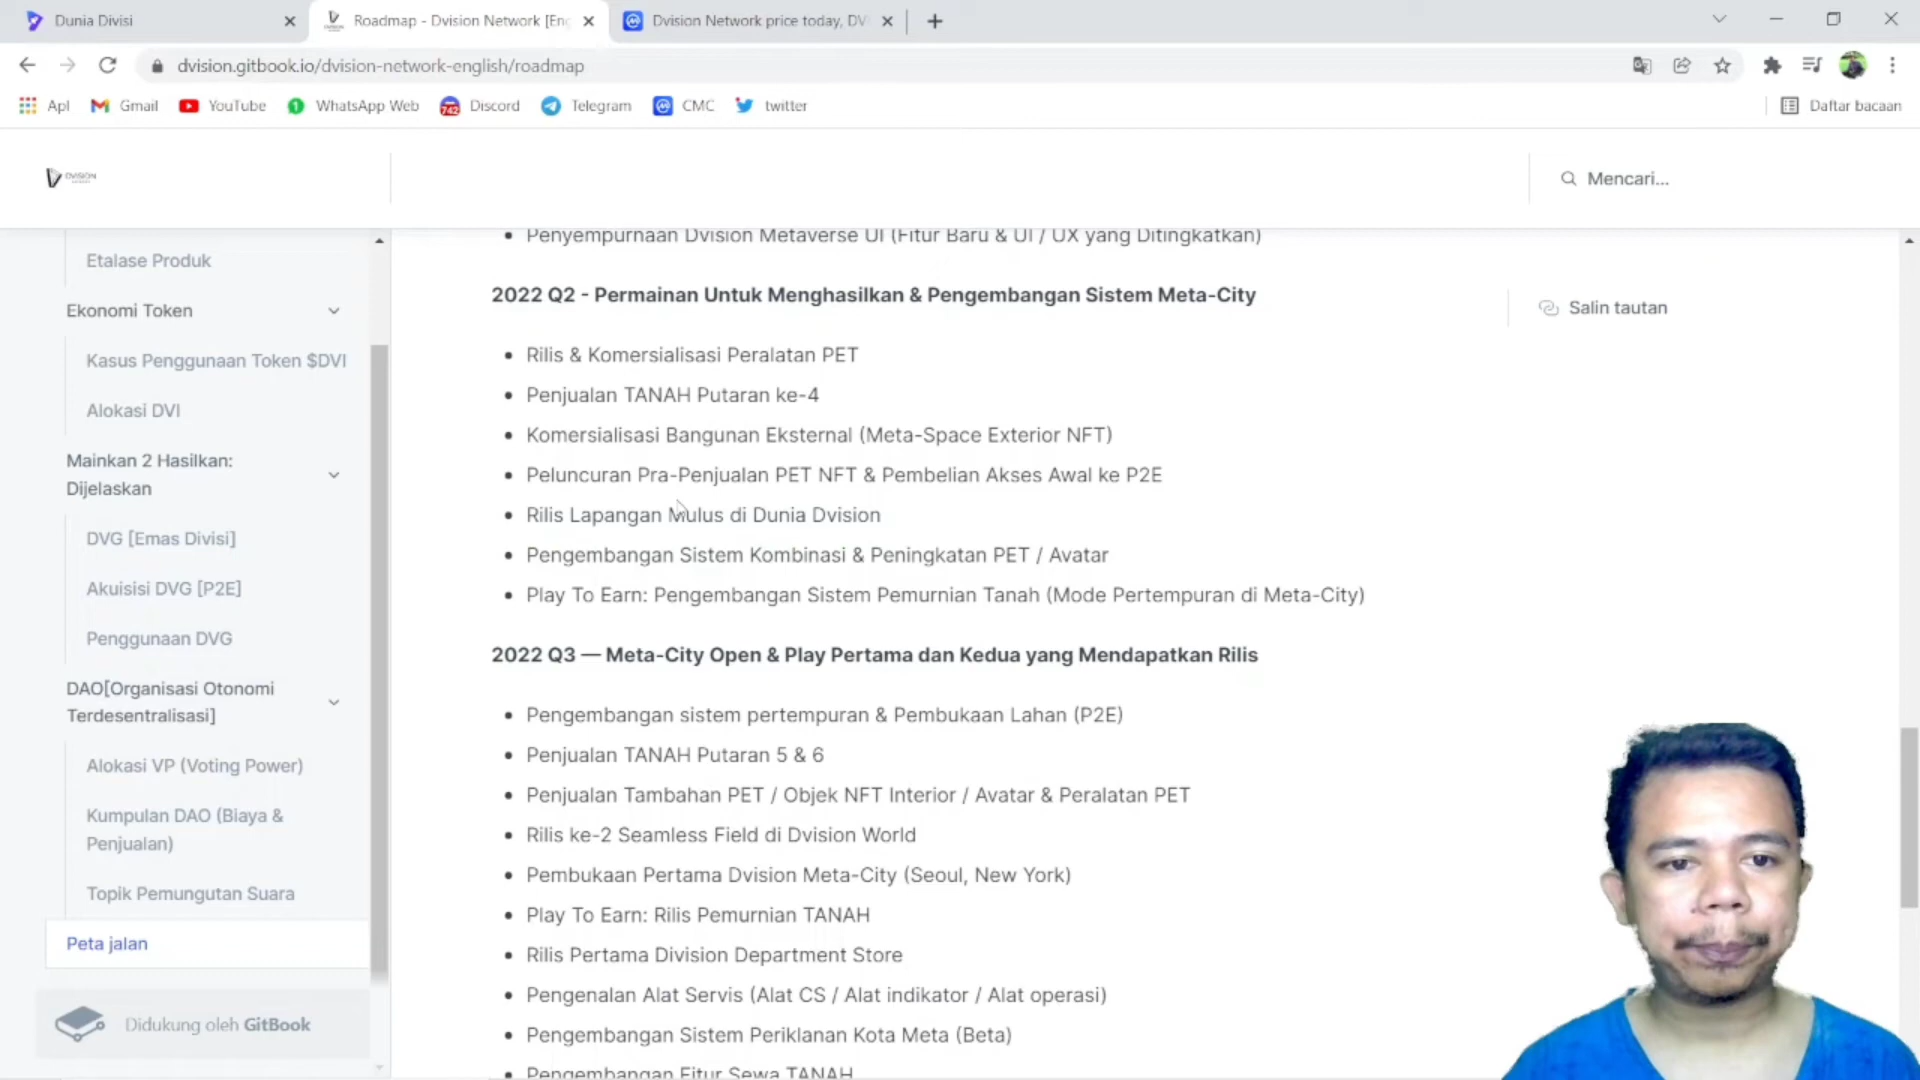 Dunia Divisi
Roadmap - Dvision Network [Eng
Dvision Network price today, DVI
dvision.gitbook.io/dvision-network-english/roadmap
Apl
Gmail
YouTube
WhatsApp Web
Discord
Telegram
CMC
twitter
Daftar bacaan
DVISION
Mencari...
Etalase Produk
Ekonomi Token
Kasus Penggunaan Token $DVI
Alokasi DVI
Mainkan 2 Hasilkan:
Dijelaskan
DVG [Emas Divisi]
Akuisisi DVG [P2E]
Penggunaan DVG
DAO[Organisasi Otonomi
Terdesentralisasi]
Alokasi VP (Voting Power)
Kumpulan DAO (Biaya &
Penjualan)
Topik Pemungutan Suara
Peta jalan
Didukung oleh GitBook
Penyempurnaan Dvision Metaverse UI (Fitur Baru & UI / UX yang Ditingkatkan)
2022 Q2 - Permainan Untuk Menghasilkan & Pengembangan Sistem Meta-City
Rilis & Komersialisasi Peralatan PET
Penjualan TANAH Putaran ke-4
Komersialisasi Bangunan Eksternal (Meta-Space Exterior NFT)
Peluncuran Pra-Penjualan PET NFT & Pembelian Akses Awal ke P2E
Rilis Lapangan Mulus di Dunia Dvision
Pengembangan Sistem Kombinasi & Peningkatan PET / Avatar
Play To Earn: Pengembangan Sistem Pemurnian Tanah (Mode Pertempuran di Meta-City)
2022 Q3 — Meta-City Open & Play Pertama dan Kedua yang Mendapatkan Rilis
Pengembangan sistem pertempuran & Pembukaan Lahan (P2E)
Penjualan TANAH Putaran 5 & 6
Penjualan Tambahan PET / Objek NFT Interior / Avatar & Peralatan PET
Rilis ke-2 Seamless Field di Dvision World
Pembukaan Pertama Dvision Meta-City (Seoul, New York)
Play To Earn: Rilis Pemurnian TANAH
Rilis Pertama Division Department Store
Pengenalan Alat Servis (Alat CS / Alat indikator / Alat operasi)
Pengembangan Sistem Periklanan Kota Meta (Beta)
Pengembangan Fitur Sewa TANAH
Salin tautan